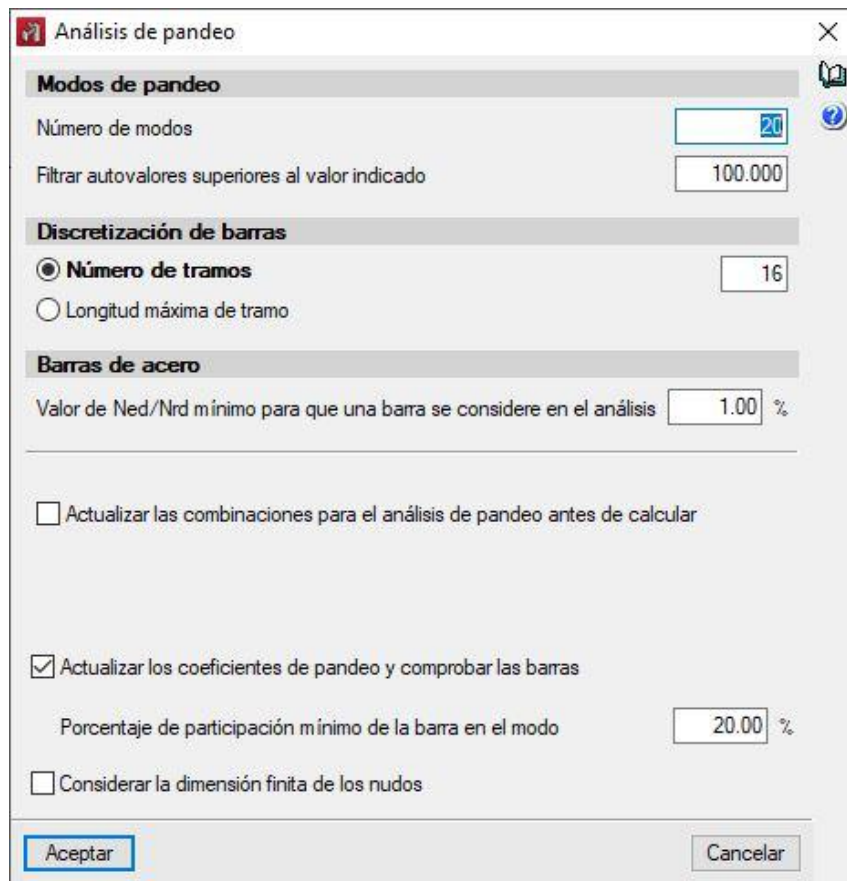 Análisis de pandeo
Modos de pandeo
Número de modos 20
Filtrar autovalores superiores al valor indicado 100.000
Discretización de barras
Número de tramos 16
Longitud máxima de tramo
Barras de acero
Valor de Ned/Nrd mínimo para que una barra se considere en el análisis 1.00 %
Actualizar las combinaciones para el análisis de pandeo antes de calcular
Actualizar los coeficientes de pandeo y comprobar las barras
Porcentaje de participación mínimo de la barra en el modo 20.00 %
Considerar la dimensión finita de los nudos
Aceptar Cancelar